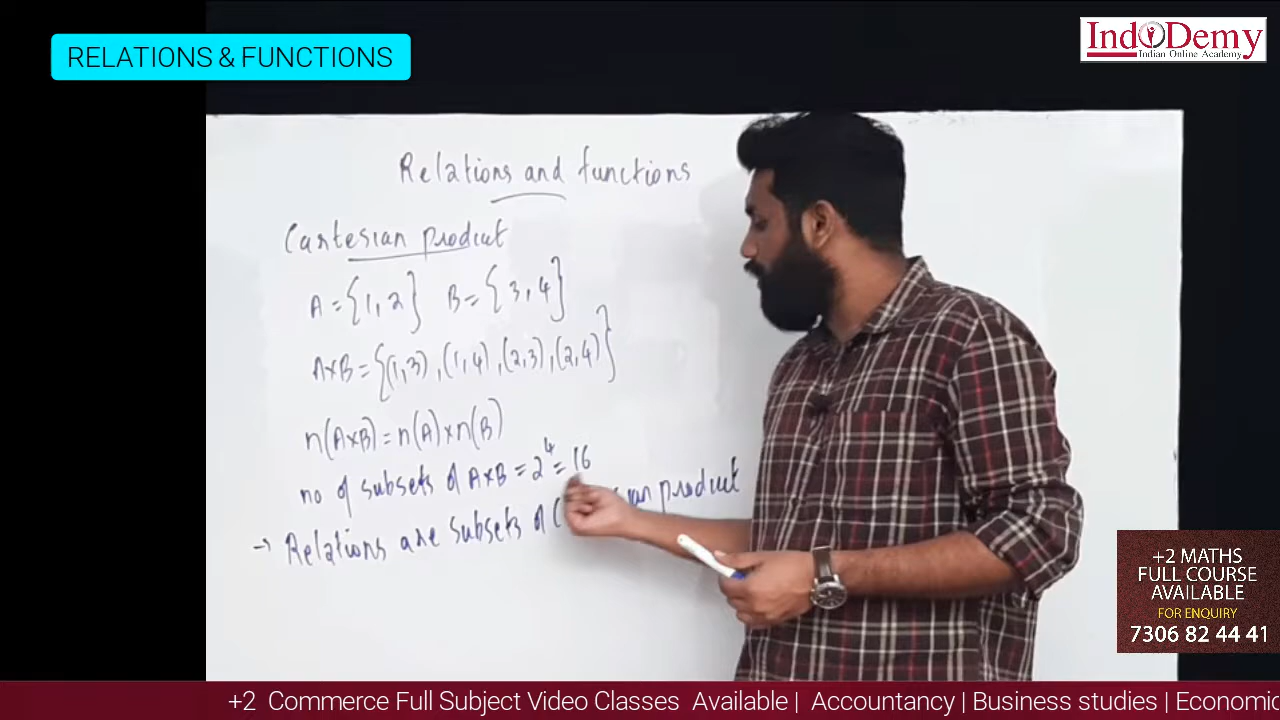 RELATIONS & FUNCTIONS
IndoDemy
Indian Online Academy
Relations and functions
Cartesian product
A = {1, 2} B = {3, 4}
A×B = {(1,3), (1,4), (2,3), (2,4)}
n(A×B) = n(A)×n(B)
no of subsets of A×B = 2⁴ = 16
→ Relations are subsets of product
+2 MATHS
FULL COURSE
AVAILABLE
FOR ENQUIRY
7306 82 44 41
+2 Commerce Full Subject Video Classes Available | Accountancy | Business studies | Economic